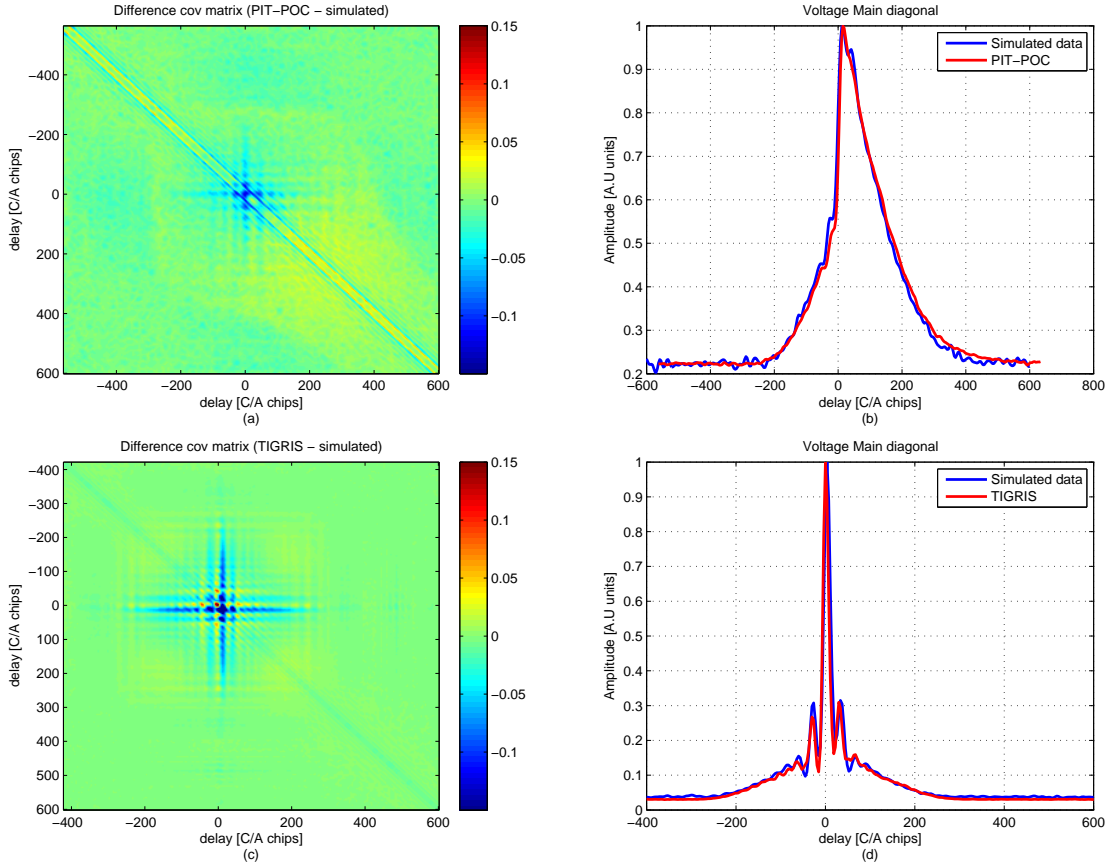 Difference cov matrix (PIT−POC − simulated)
delay [C/A chips]
−400
−200
0
200
400
600
−400 −200 0 200 400 600
delay [C/A chips]
(a)
0.15
0.1
0.05
0
−0.05
−0.1
Voltage Main diagonal
Simulated data
PIT−POC
Amplitude [A.U units]
1
0.9
0.8
0.7
0.6
0.5
0.4
0.3
0.2
−600 −400 −200 0 200 400 600 800
delay [C/A chips]
(b)
Difference cov matrix (TIGRIS − simulated)
delay [C/A chips]
−400
−300
−200
−100
0
100
200
300
400
500
600
−400 −200 0 200 400 600
delay [C/A chips]
(c)
0.15
0.1
0.05
0
−0.05
−0.1
Voltage Main diagonal
Simulated data
TIGRIS
Amplitude [A.U units]
1
0.9
0.8
0.7
0.6
0.5
0.4
0.3
0.2
0.1
0
−400 −200 0 200 400 600
delay [C/A chips]
(d)